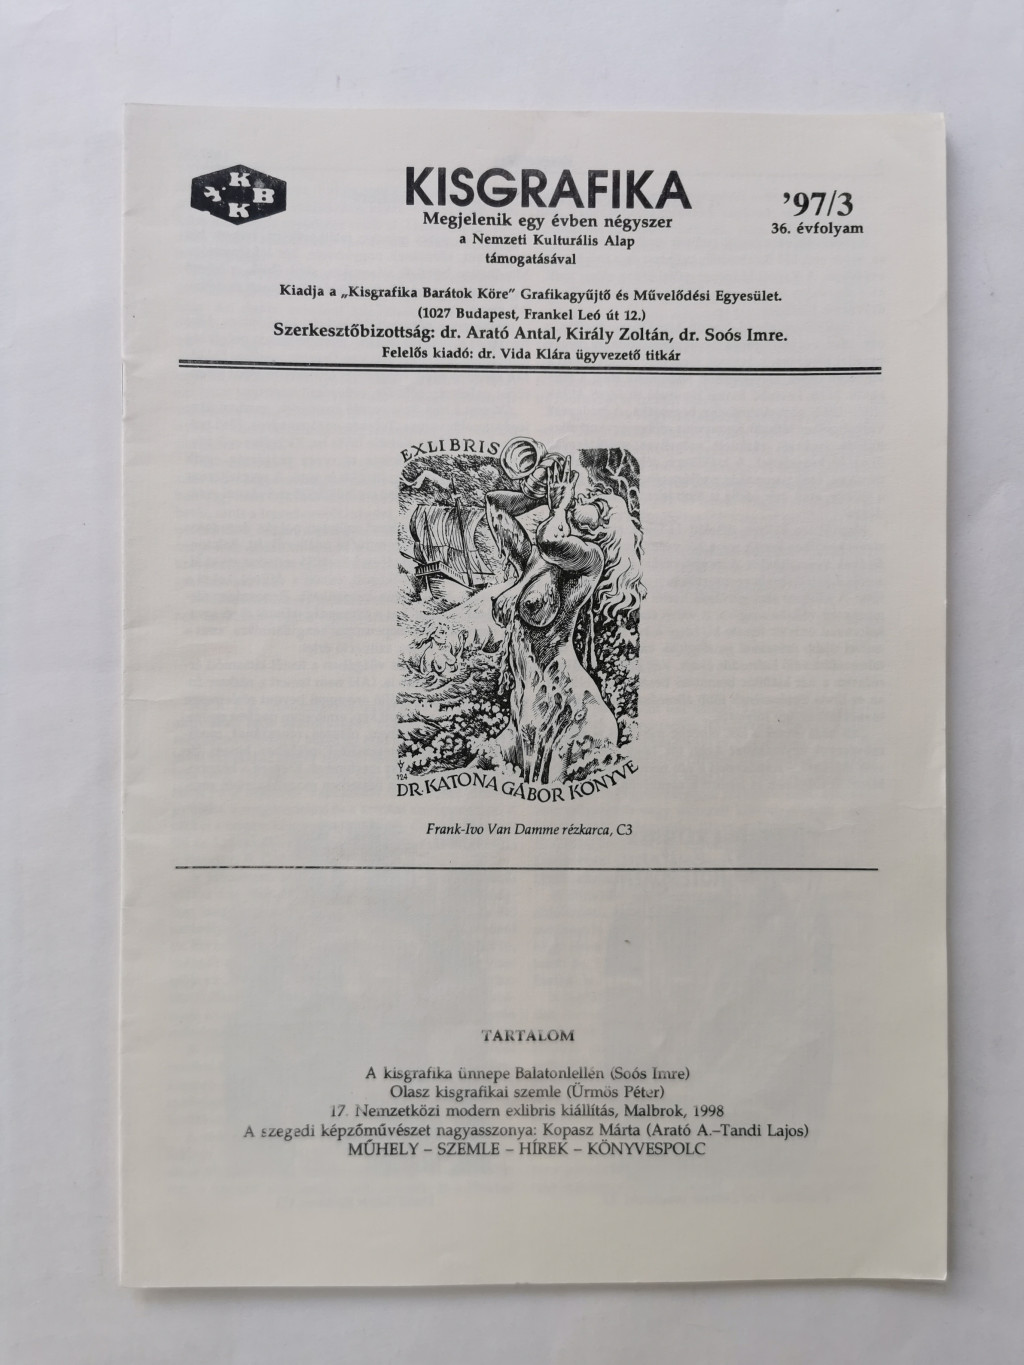 K
B
K
KISGRAFIKA
Megjelenik egy évben négyszer
a Nemzeti Kulturális Alap
támogatásával
'97/3
36. évfolyam
Kiadja a „Kisgrafika Barátok Köre" Grafikagyűjtő és Művelődési Egyesület.
(1027 Budapest, Frankel Leó út 12.)
Szerkesztőbizottság: dr. Arató Antal, Király Zoltán, dr. Soós Imre.
Felelős kiadó: dr. Vida Klára ügyvezető titkár
EXLIBRIS
124
DR·KATONA GÁBOR KÖNYVE
Frank-Ivo Van Damme rézkarca, C3
TARTALOM
A kisgrafika ünnepe Balatonlellén (Soós Imre)
Olasz kisgrafikai szemle (Ürmös Péter)
17. Nemzetközi modern exlibris kiállítás, Malbrok, 1998
A szegedi képzőművészet nagyasszonya: Kopasz Márta (Arató A.–Tandi Lajos)
MŰHELY – SZEMLE – HÍREK – KÖNYVESPOLC